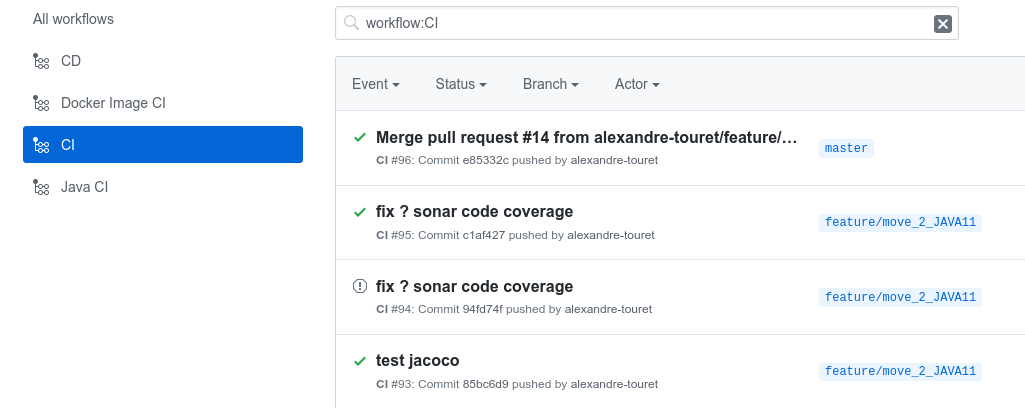 All workflows
CD
Docker Image CI
CI
Java CI
workflow:CI
Event Status Branch Actor
Merge pull request #14 from alexandre-touret/feature/…
CI #96: Commit e85332c pushed by alexandre-touret
master
fix ? sonar code coverage
CI #95: Commit c1af427 pushed by alexandre-touret
feature/move_2_JAVA11
fix ? sonar code coverage
CI #94: Commit 94fd74f pushed by alexandre-touret
feature/move_2_JAVA11
test jacoco
CI #93: Commit 85bc6d9 pushed by alexandre-touret
feature/move_2_JAVA11